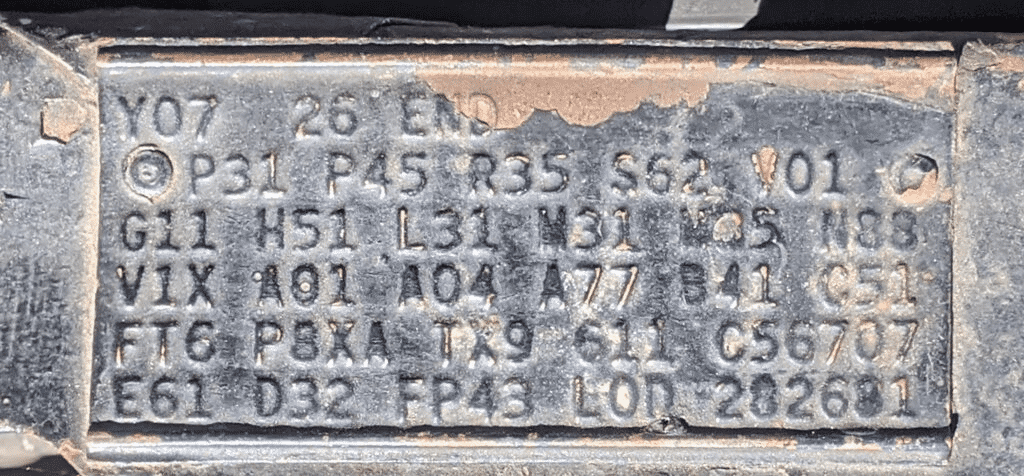 Y07 26 END
P31 P45 R35 S62 V01
G11 H51 L31 M31 N88
V1X A01 A04 A77 B41 C51
FT6 P8XA TX9 611 C56707
E61 D32 FP43 LOD 282681